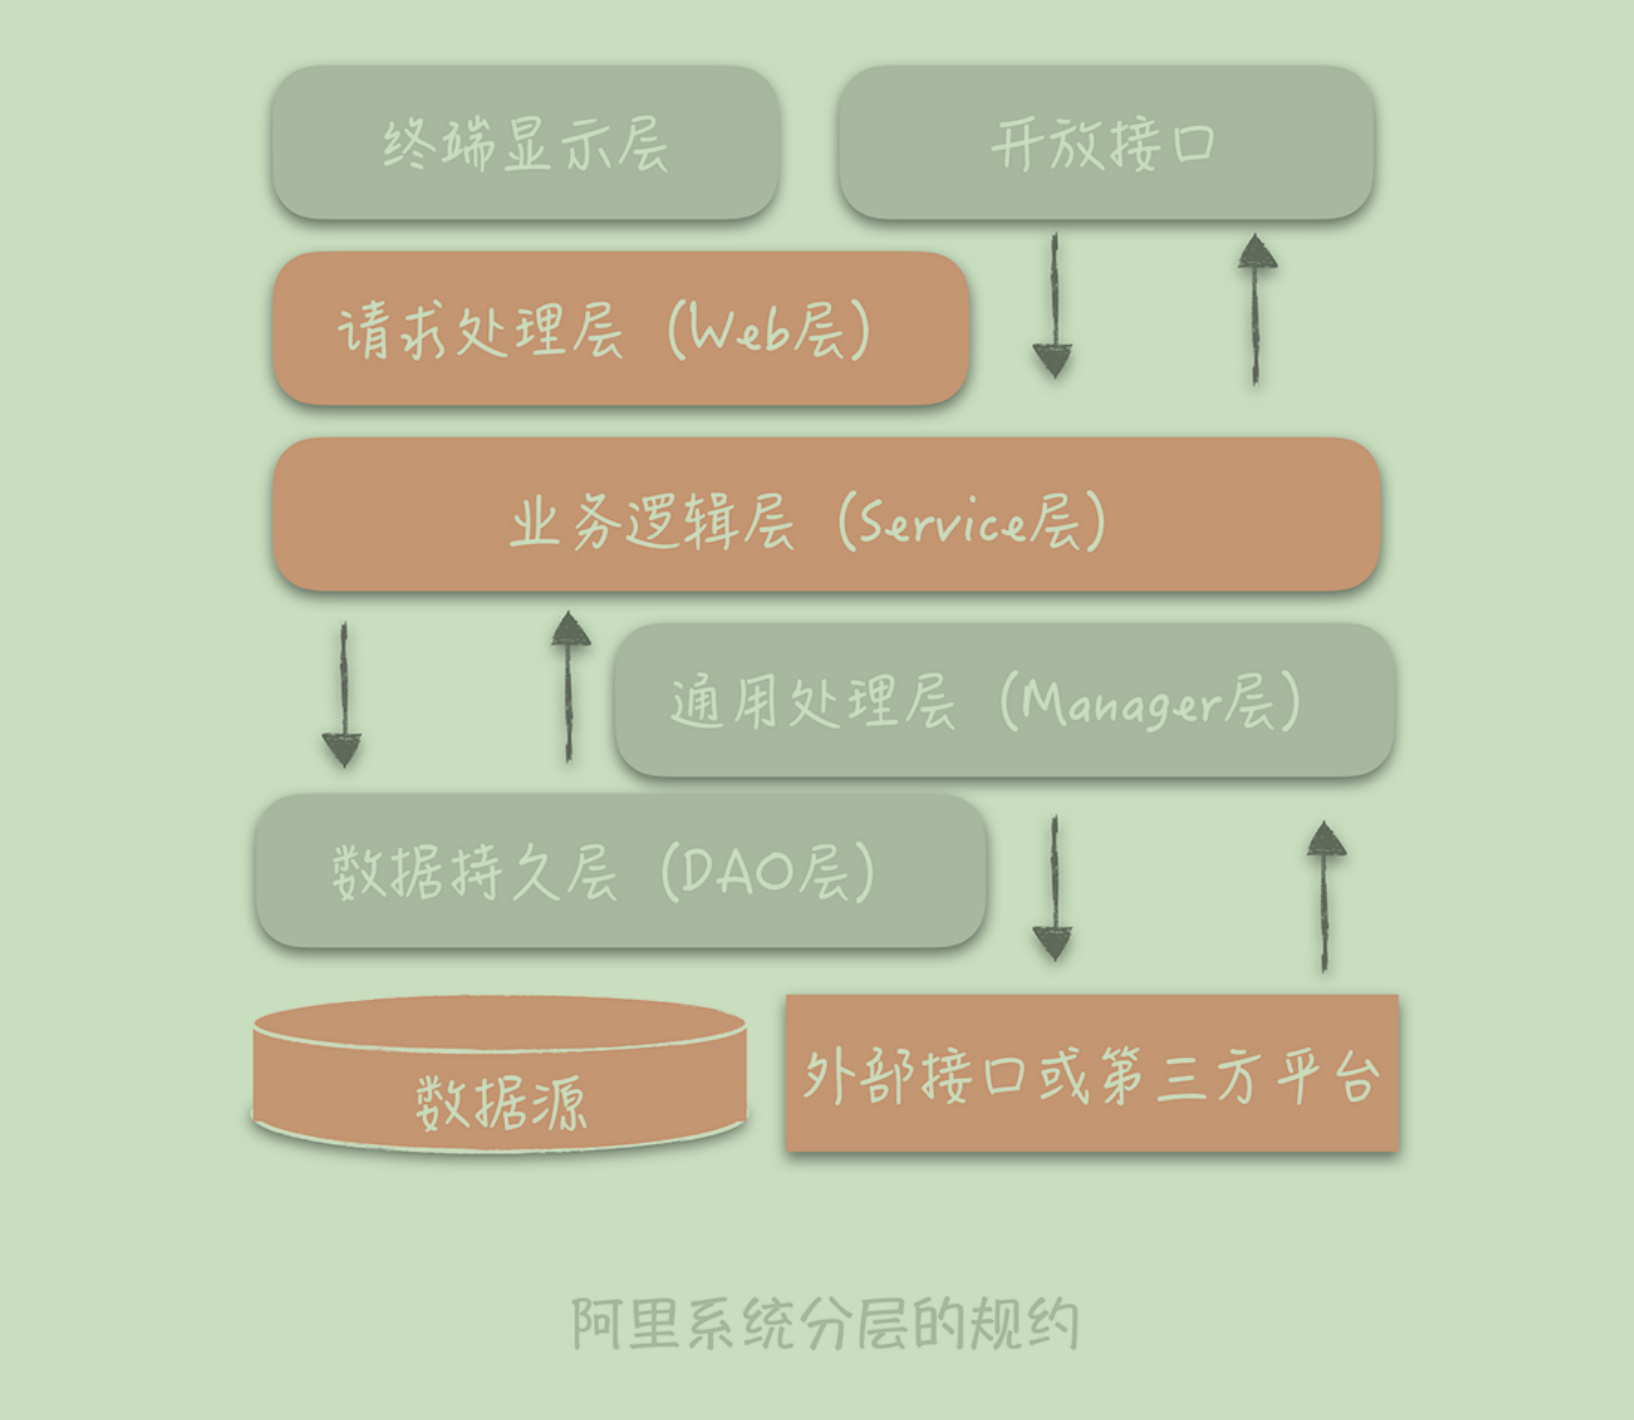 终端显示层
开放接口
请求处理层（Web层）
业务逻辑层（Service层）
通用处理层（Manager层）
数据持久层（DAO层）
数据源
外部接口或第三方平台
阿里系统分层的规约